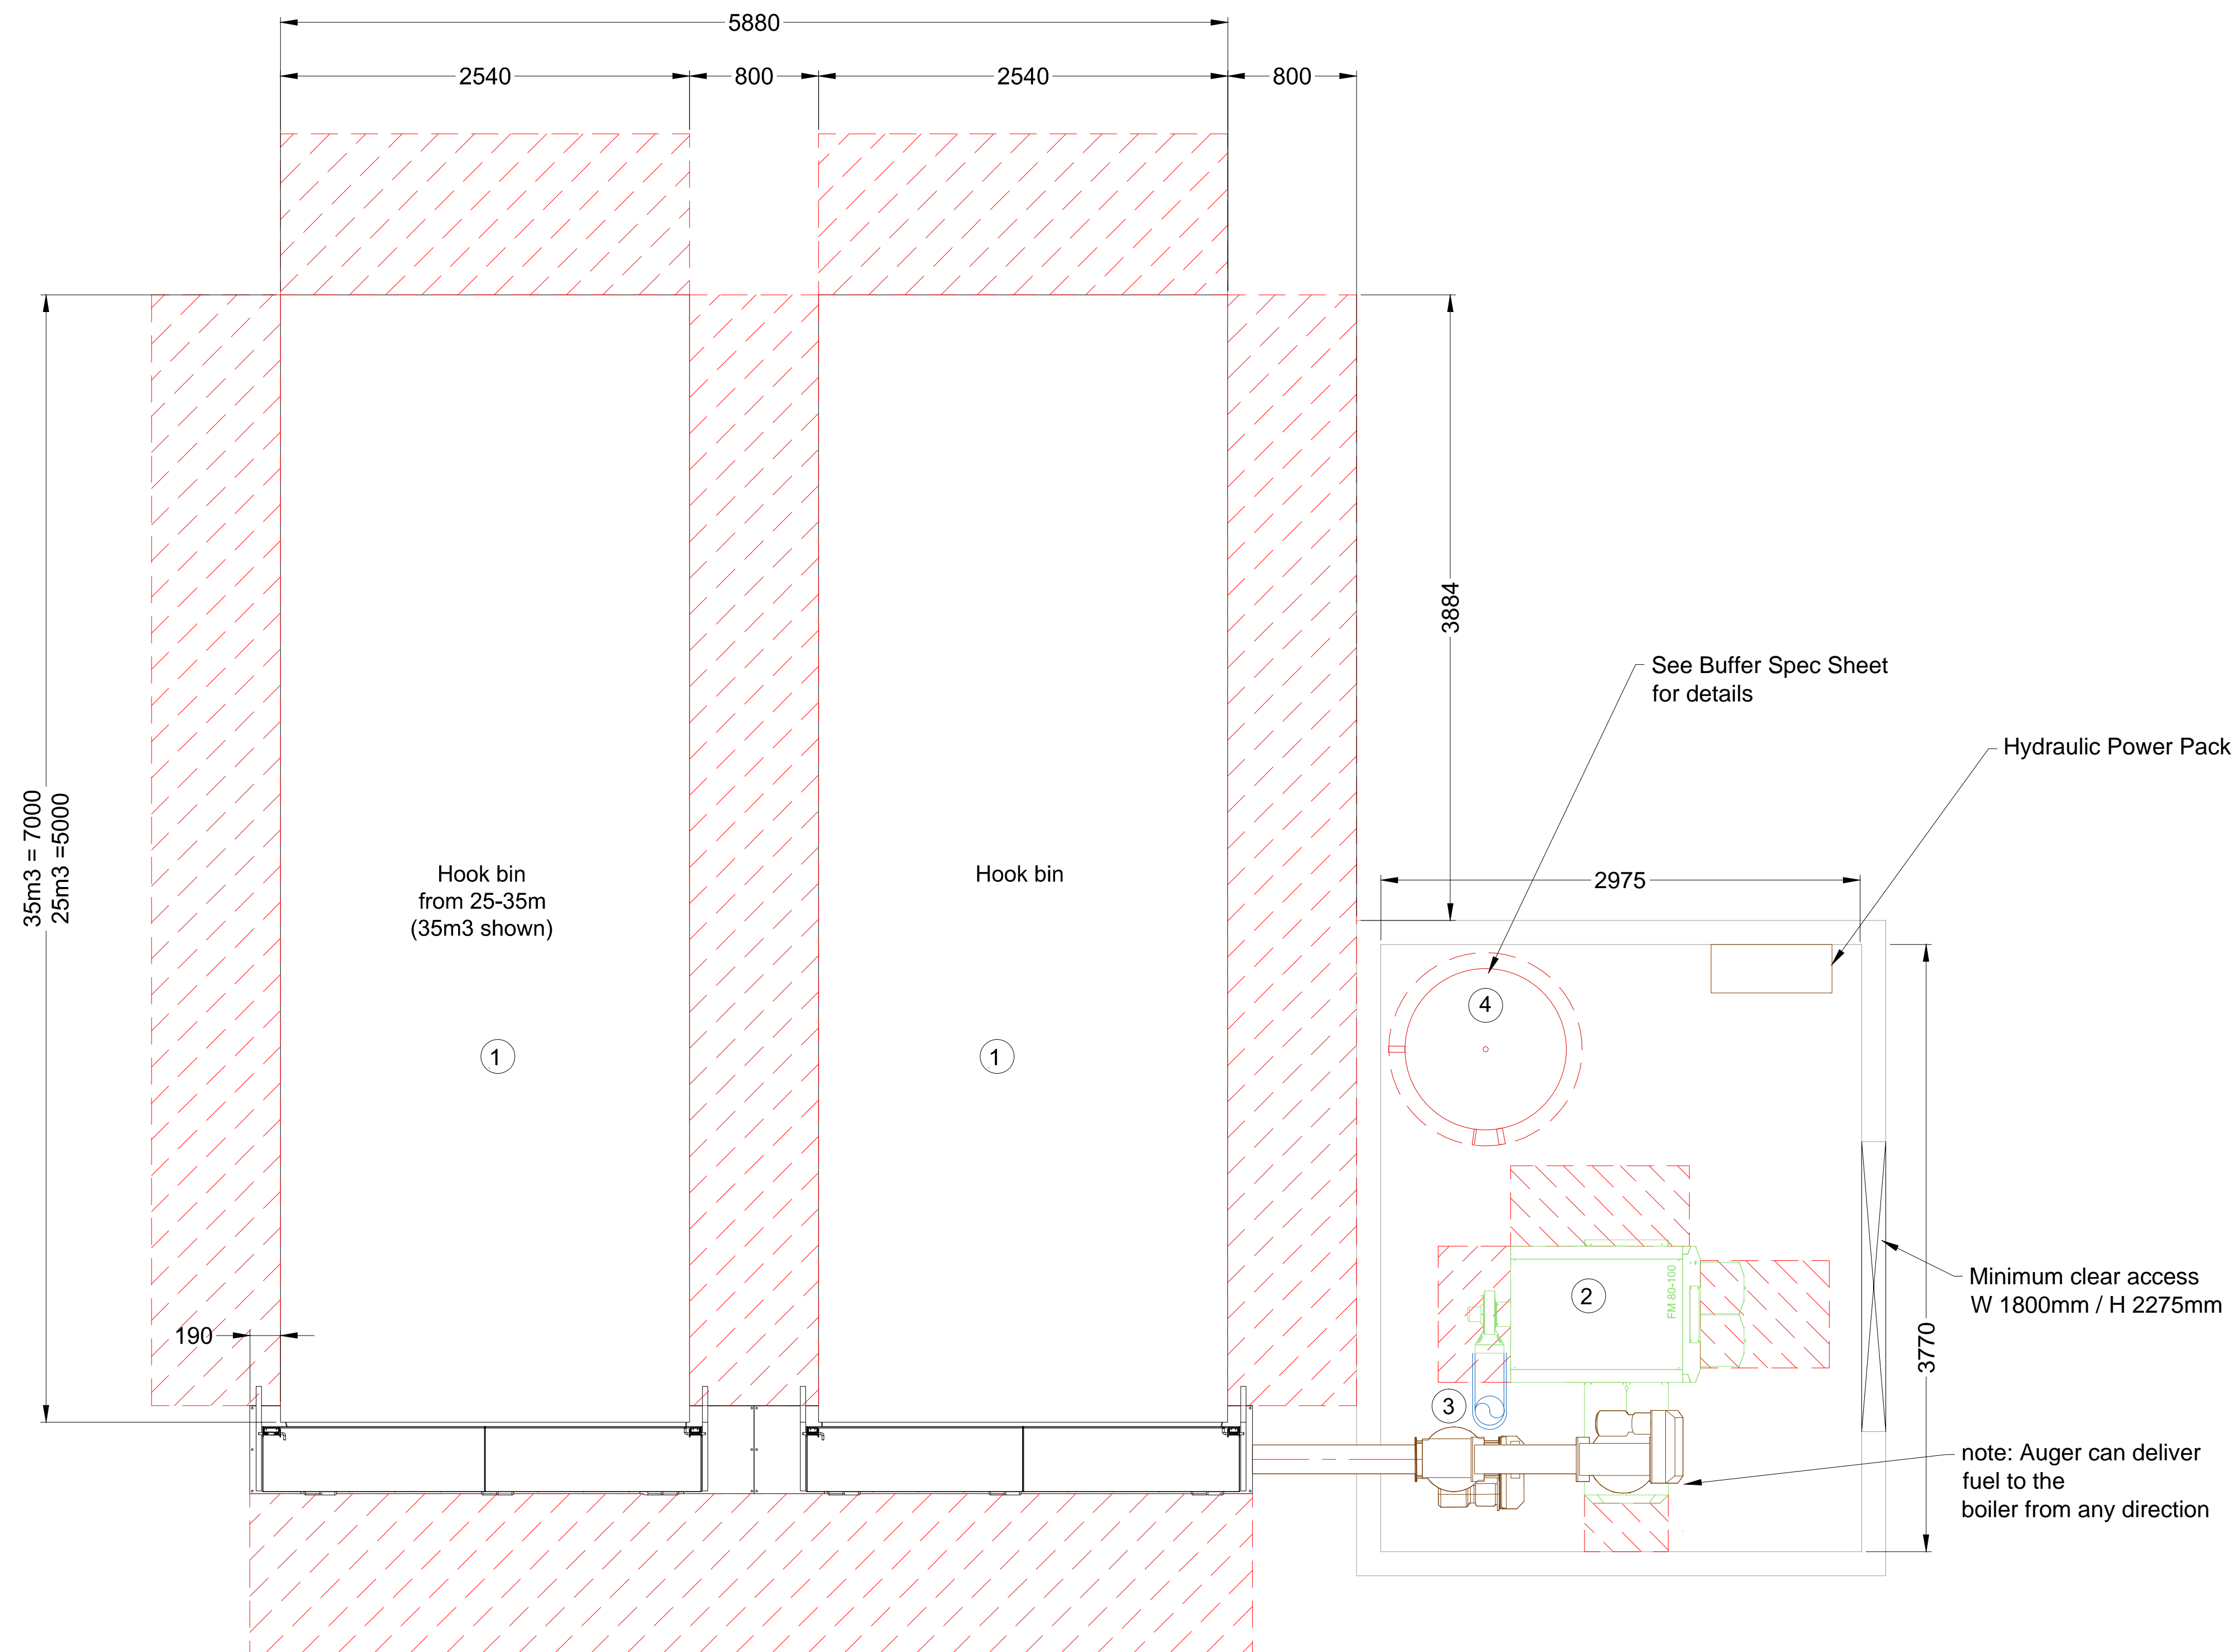 5880
2540
800
2540
800
3884
See Buffer Spec Sheet
for details
Hydraulic Power Pack
35m3 = 7000
25m3 =5000
Hook bin
from 25-35m
(35m3 shown)
Hook bin
2975
4
1
1
2
FM 80-100
Minimum clear access
W 1800mm / H 2275mm
190
3770
3
note: Auger can deliver
fuel to the
boiler from any direction